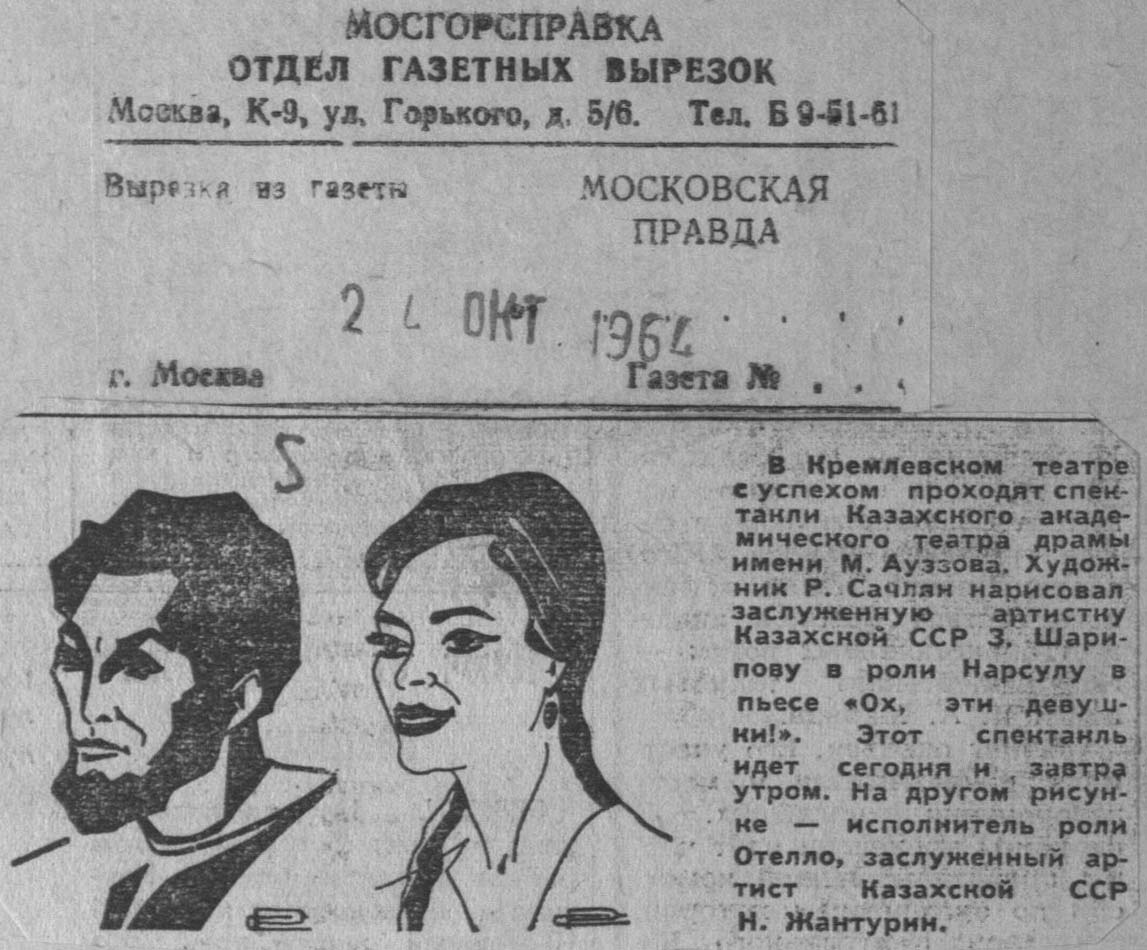 МОСГОРСПРАВКА
ОТДЕЛ ГАЗЕТНЫХ ВЫРЕЗОК
Москва, К-9, ул. Горького, д. 5/6. Тел. Б 9-51-61
Вырезка из газеты
МОСКОВСКАЯ
ПРАВДА
2 ОКТ 1964
г. Москва Газета № . . .
5
В Кремлевском театре
с успехом проходят спек-
такли Казахского акаде-
мического театра драмы
имени М. Ауэзова. Худож-
ник Р. Сачлян нарисовал
заслуженную артистку
Казахской ССР З. Шари-
пову в роли Нарсулу в
пьесе «Ох, эти девуш-
ки!». Этот спектакль
идет сегодня и завтра
утром. На другом рисун-
ке — исполнитель роли
Отелло, заслуженный ар-
тист Казахской ССР
Н. Жантурин.